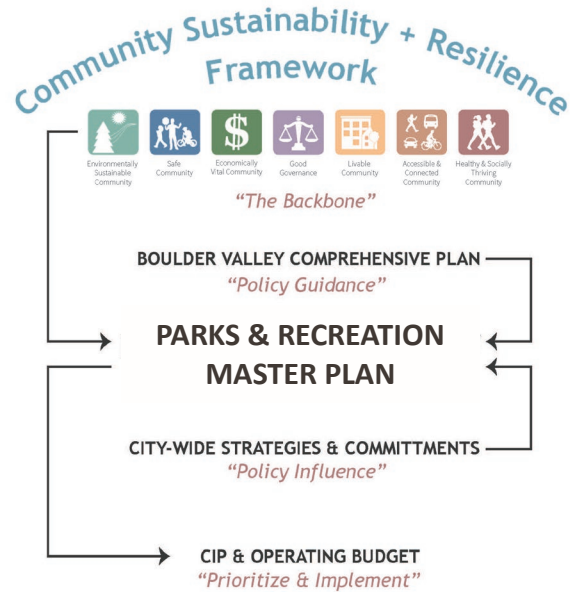 Community Sustainability + Resilience
Framework
Environmentally
Sustainable
Community
Safe
Community
Economically
Vital Community
Good
Governance
Livable
Community
Accessible &
Connected
Community
Healthy & Socially
Thriving
Community
"The Backbone"
BOULDER VALLEY COMPREHENSIVE PLAN
"Policy Guidance"
PARKS & RECREATION
MASTER PLAN
CITY-WIDE STRATEGIES & COMMITTMENTS
"Policy Influence"
CIP & OPERATING BUDGET
"Prioritize & Implement"